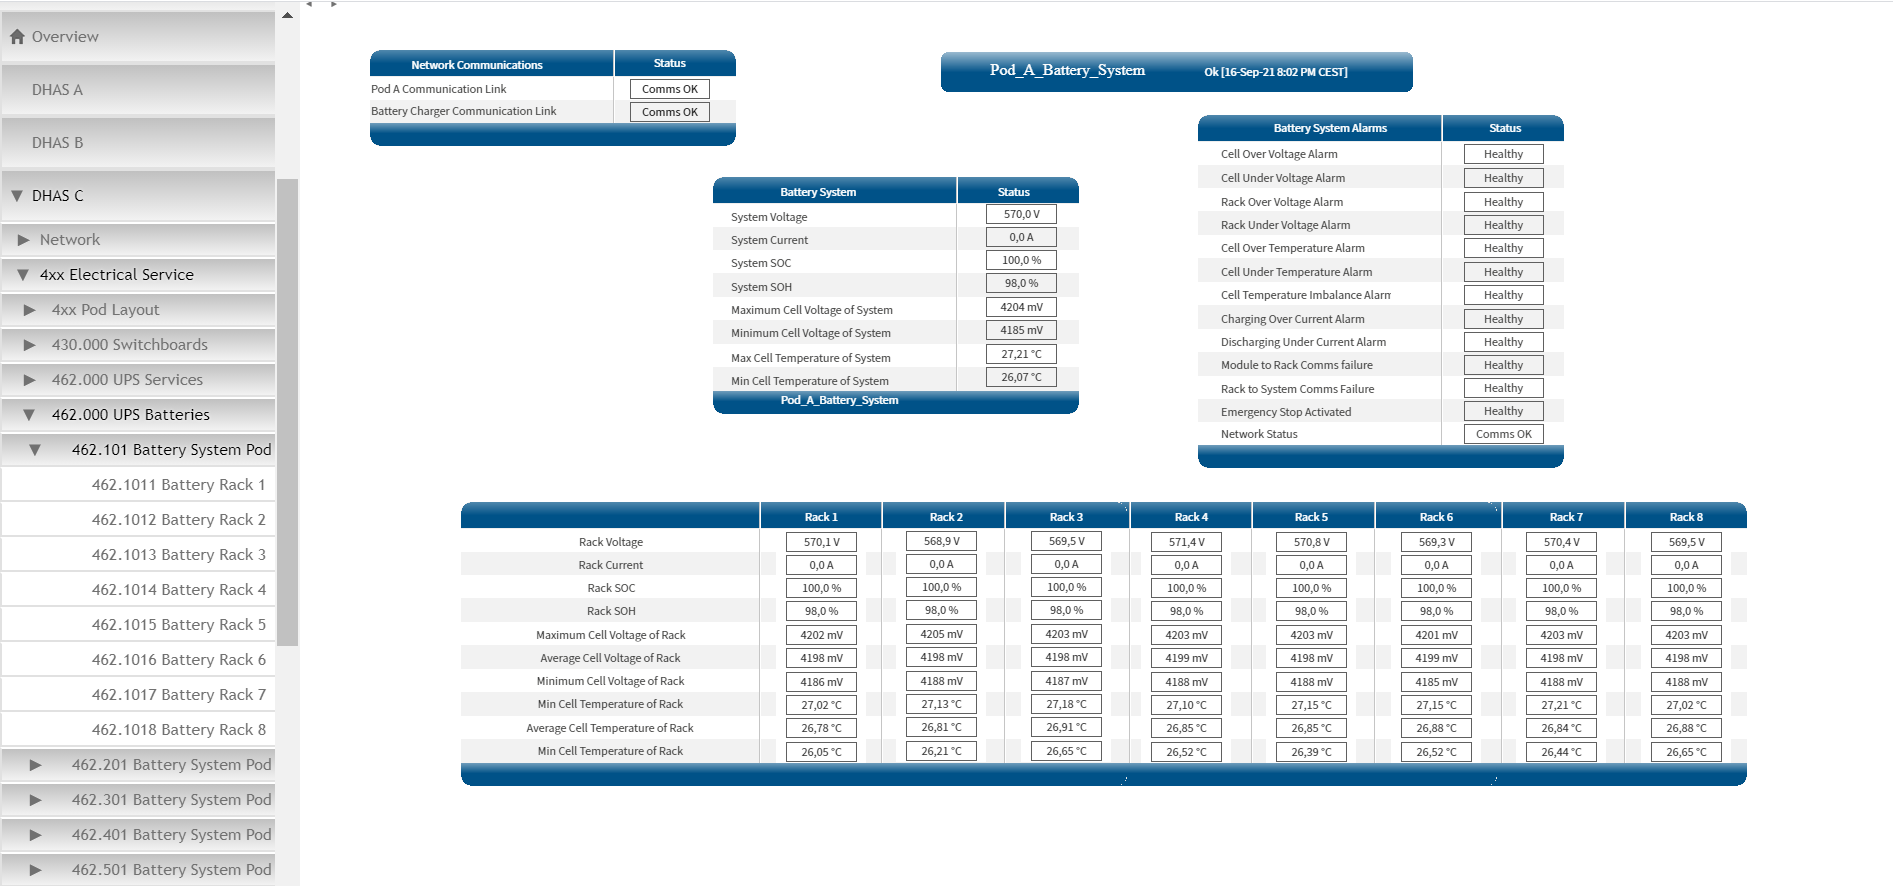 Overview
DHAS A
DHAS B
DHAS C
Network
4xx Electrical Service
4xx Pod Layout
430.000 Switchboards
462.000 UPS Services
462.000 UPS Batteries
462.101 Battery System Pod
462.1011 Battery Rack 1
462.1012 Battery Rack 2
462.1013 Battery Rack 3
462.1014 Battery Rack 4
462.1015 Battery Rack 5
462.1016 Battery Rack 6
462.1017 Battery Rack 7
462.1018 Battery Rack 8
462.201 Battery System Pod
462.301 Battery System Pod
462.401 Battery System Pod
462.501 Battery System Pod
Network Communications Status
Pod A Communication Link Comms OK
Battery Charger Communication Link Comms OK
Pod_A_Battery_System Ok [16-Sep-21 8:02 PM CEST]
Battery System Status
System Voltage 570,0 V
System Current 0,0 A
System SOC 100,0 %
System SOH 98,0 %
Maximum Cell Voltage of System 4204 mV
Minimum Cell Voltage of System 4185 mV
Max Cell Temperature of System 27,21 °C
Min Cell Temperature of System 26,07 °C
Pod_A_Battery_System
Battery System Alarms Status
Cell Over Voltage Alarm Healthy
Cell Under Voltage Alarm Healthy
Rack Over Voltage Alarm Healthy
Rack Under Voltage Alarm Healthy
Cell Over Temperature Alarm Healthy
Cell Under Temperature Alarm Healthy
Cell Temperature Imbalance Alarm Healthy
Charging Over Current Alarm Healthy
Discharging Under Current Alarm Healthy
Module to Rack Comms failure Healthy
Rack to System Comms Failure Healthy
Emergency Stop Activated Healthy
Network Status Comms OK
Rack 1 Rack 2 Rack 3 Rack 4 Rack 5 Rack 6 Rack 7 Rack 8
Rack Voltage 570,1 V 568,9 V 569,5 V 571,4 V 570,8 V 569,3 V 570,4 V 569,5 V
Rack Current 0,0 A 0,0 A 0,0 A 0,0 A 0,0 A 0,0 A 0,0 A 0,0 A
Rack SOC 100,0 % 100,0 % 100,0 % 100,0 % 100,0 % 100,0 % 100,0 % 100,0 %
Rack SOH 98,0 % 98,0 % 98,0 % 98,0 % 98,0 % 98,0 % 98,0 % 98,0 %
Maximum Cell Voltage of Rack 4202 mV 4205 mV 4203 mV 4203 mV 4203 mV 4201 mV 4203 mV 4203 mV
Average Cell Voltage of Rack 4198 mV 4198 mV 4198 mV 4199 mV 4198 mV 4199 mV 4198 mV 4198 mV
Minimum Cell Voltage of Rack 4186 mV 4188 mV 4187 mV 4188 mV 4188 mV 4185 mV 4188 mV 4188 mV
Min Cell Temperature of Rack 27,02 °C 27,13 °C 27,18 °C 27,10 °C 27,15 °C 27,15 °C 27,21 °C 27,02 °C
Average Cell Temperature of Rack 26,78 °C 26,81 °C 26,91 °C 26,85 °C 26,85 °C 26,88 °C 26,84 °C 26,88 °C
Min Cell Temperature of Rack 26,05 °C 26,21 °C 26,65 °C 26,52 °C 26,39 °C 26,52 °C 26,44 °C 26,65 °C